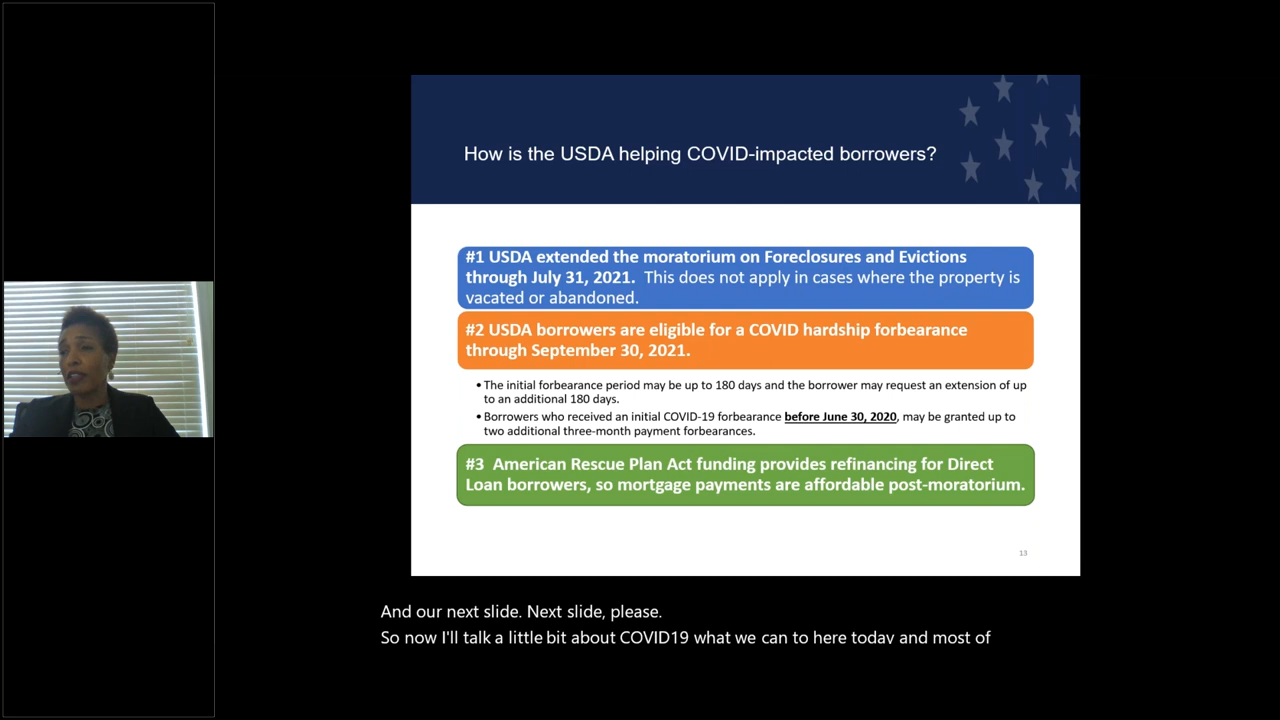 How is the USDA helping COVID-impacted borrowers?
#1 USDA extended the moratorium on Foreclosures and Evictions
through July 31, 2021. This does not apply in cases where the property is
vacated or abandoned.
#2 USDA borrowers are eligible for a COVID hardship forbearance
through September 30, 2021.
•The initial forbearance period may be up to 180 days and the borrower may request an extension of up
to an additional 180 days.
•Borrowers who received an initial COVID-19 forbearance before June 30, 2020, may be granted up to
two additional three-month payment forbearances.
#3 American Rescue Plan Act funding provides refinancing for Direct
Loan borrowers, so mortgage payments are affordable post-moratorium.
13
And our next slide. Next slide, please.
So now I'll talk a little bit about COVID19 what we can to here today and most of